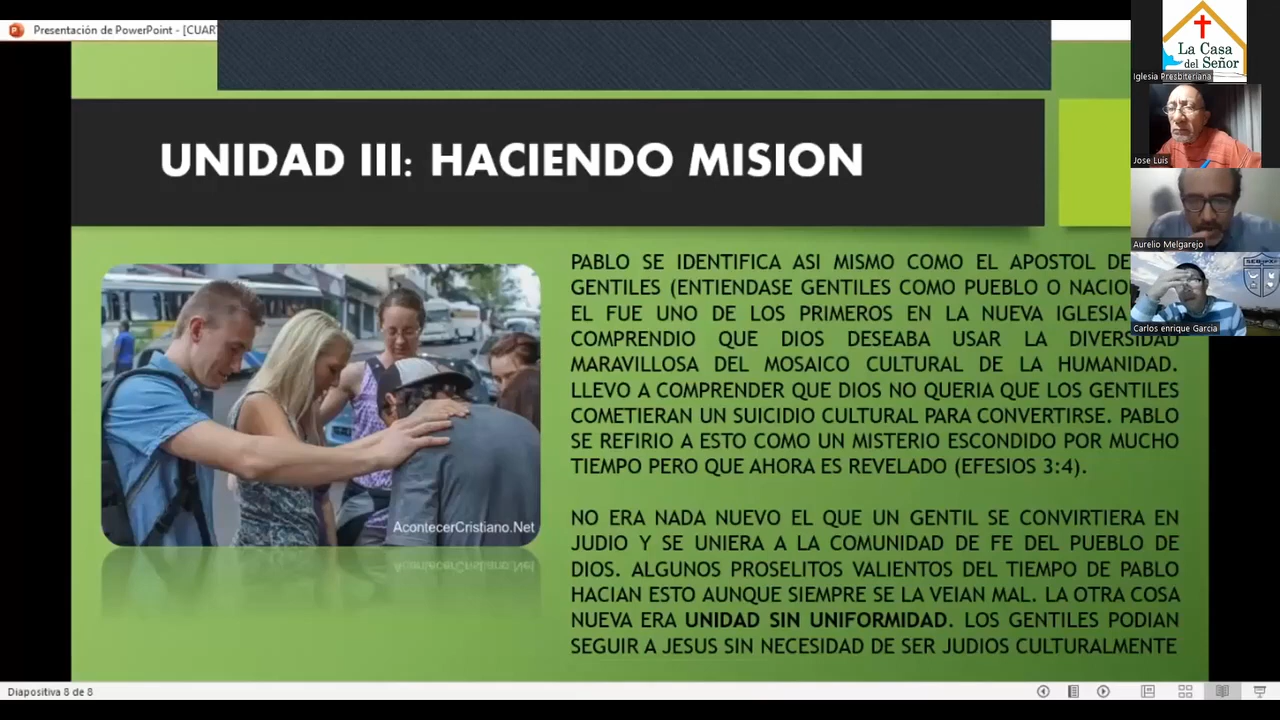 Presentación de PowerPoint - [CUAR
La Casa
del Señor
Iglesia Presbiteriana
Jose Luis
Aurelio Melgarejo
Carlos enrique Garcia
UNIDAD III: HACIENDO MISION
PABLO SE IDENTIFICA ASI MISMO COMO EL APOSTOL DE
GENTILES (ENTIENDASE GENTILES COMO PUEBLO O NACIO
EL FUE UNO DE LOS PRIMEROS EN LA NUEVA IGLESIA
COMPRENDIO QUE DIOS DESEABA USAR LA DIVERSIDAD
MARAVILLOSA DEL MOSAICO CULTURAL DE LA HUMANIDAD.
LLEVO A COMPRENDER QUE DIOS NO QUERIA QUE LOS GENTILES
COMETIERAN UN SUICIDIO CULTURAL PARA CONVERTIRSE. PABLO
SE REFIRIO A ESTO COMO UN MISTERIO ESCONDIDO POR MUCHO
TIEMPO PERO QUE AHORA ES REVELADO (EFESIOS 3:4).
NO ERA NADA NUEVO EL QUE UN GENTIL SE CONVIRTIERA EN
JUDIO Y SE UNIERA A LA COMUNIDAD DE FE DEL PUEBLO DE
DIOS. ALGUNOS PROSELITOS VALIENTOS DEL TIEMPO DE PABLO
HACIAN ESTO AUNQUE SIEMPRE SE LA VEIAN MAL. LA OTRA COSA
NUEVA ERA UNIDAD SIN UNIFORMIDAD. LOS GENTILES PODIAN
SEGUIR A JESUS SIN NECESIDAD DE SER JUDIOS CULTURALMENTE
AcontecerCristiano.Net
Diapositiva 8 de 8